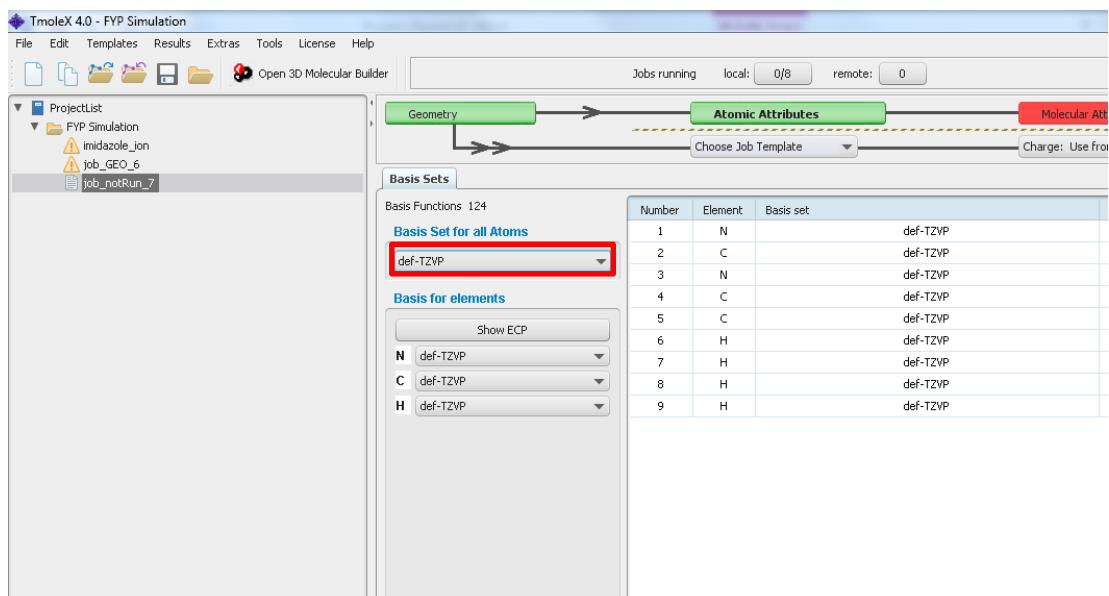 TmoleX 4.0 - FYP Simulation
File Edit Templates Results Extras Tools License Help
Open 3D Molecular Builder Jobs running local: 0/8 remote: 0
ProjectList
FYP Simulation
imidazole_ion
job_GEO_6
job_notRun_7
Geometry Atomic Attributes Molecular Att
Choose Job Template Charge: Use fro
Basis Sets
Basis Functions 124
Basis Set for all Atoms
def-TZVP
Basis for elements
Show ECP
N def-TZVP
C def-TZVP
H def-TZVP
Number Element Basis set
1 N def-TZVP
2 C def-TZVP
3 N def-TZVP
4 C def-TZVP
5 C def-TZVP
6 H def-TZVP
7 H def-TZVP
8 H def-TZVP
9 H def-TZVP